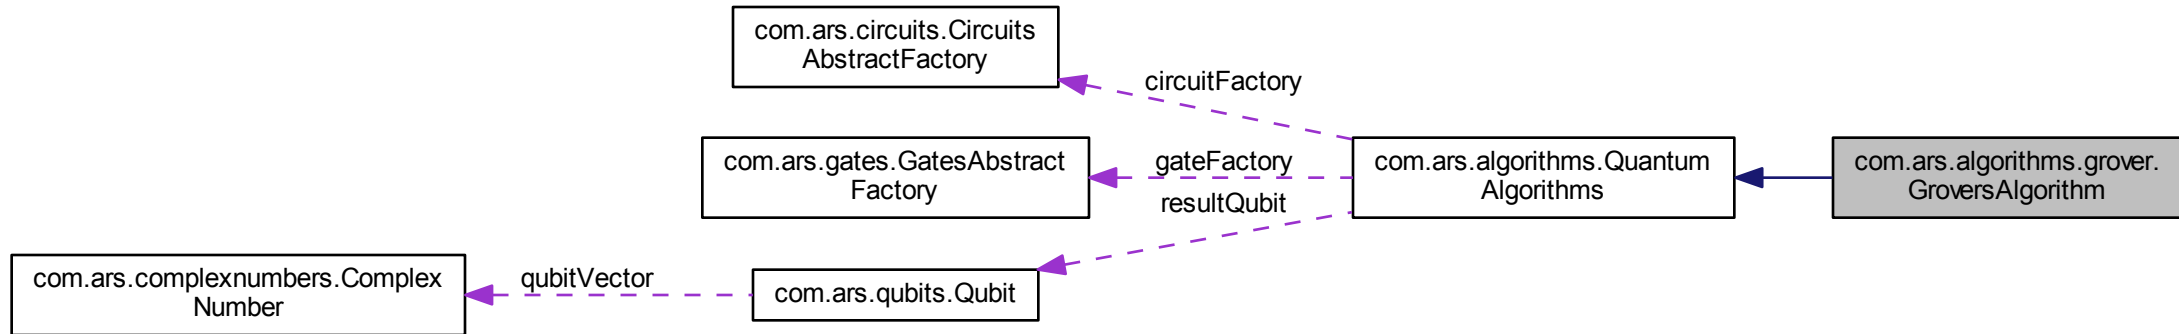 com.ars.circuits.Circuits
AbstractFactory
circuitFactory
com.ars.gates.GatesAbstract
Factory
gateFactory
com.ars.algorithms.Quantum
Algorithms
com.ars.algorithms.grover.
GroversAlgorithm
resultQubit
com.ars.complexnumbers.Complex
Number
qubitVector
com.ars.qubits.Qubit